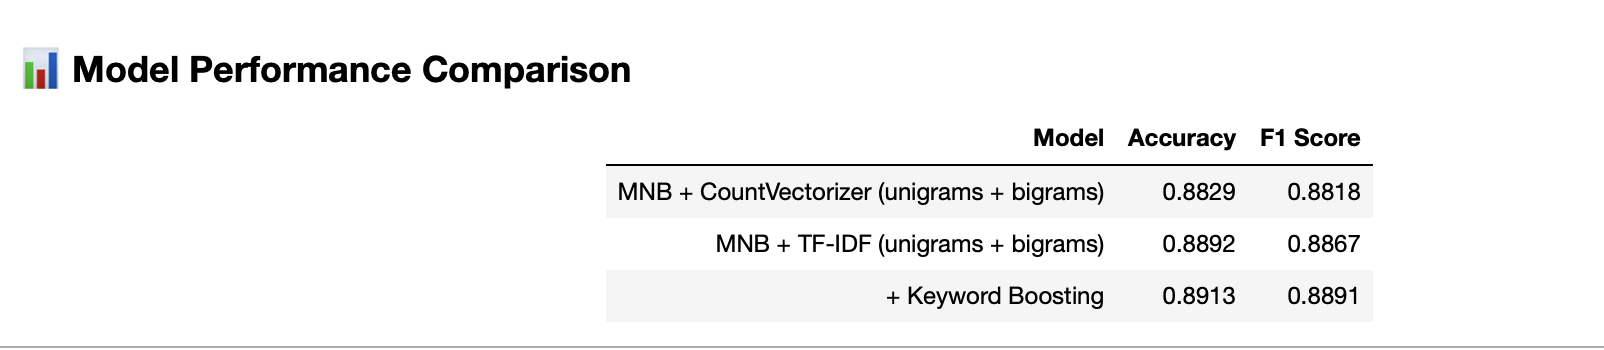 📊 Model Performance Comparison
Model Accuracy F1 Score
MNB + CountVectorizer (unigrams + bigrams) 0.8829 0.8818
MNB + TF-IDF (unigrams + bigrams) 0.8892 0.8867
+ Keyword Boosting 0.8913 0.8891